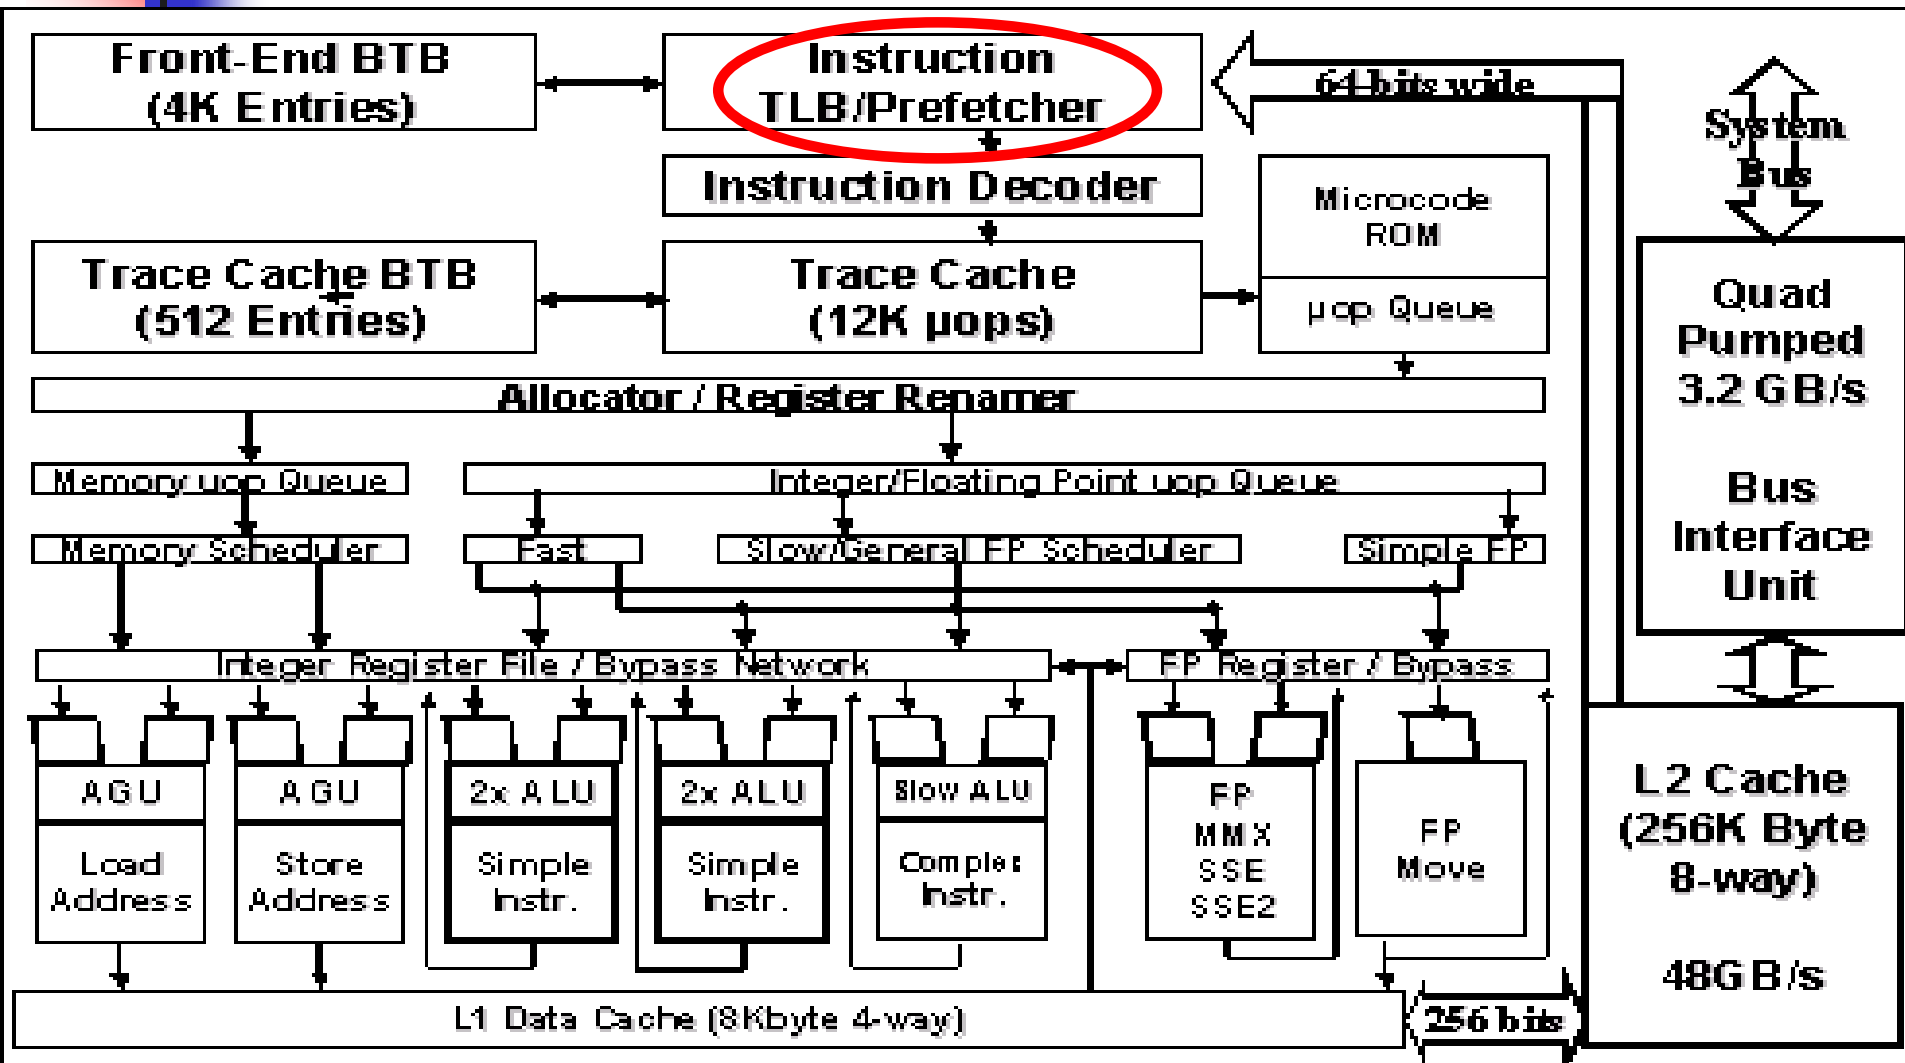 Front-End BTB
(4K Entries)
Instruction
TLB/Prefetcher
64-bits wide
System
Bus
Instruction Decoder
Microcode
ROM
Trace Cache BTB
(512 Entries)
Trace Cache
(12K µops)
µop Queue
Quad
Pumped
3.2 GB/s
Bus
Interface
Unit
Allocator / Register Renamer
Memory uop Queue
Integer/Floating Point uop Queue
Memory Scheduler
Fast
Slow/General FP Scheduler
Simple FP
Integer Register File / Bypass Network
FP Register / Bypass
AGU
Load
Address
AGU
Store
Address
2x ALU
Simple
Instr.
2x ALU
Simple
Instr.
Slow ALU
Complex
Instr.
FP
MMX
SSE
SSE2
FP
Move
L2 Cache
(256K Byte
8-way)
48GB/s
L1 Data Cache (8Kbyte 4-way)
256 bits